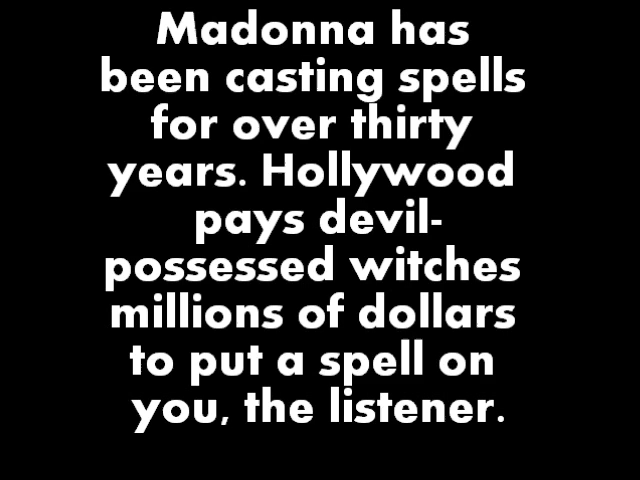 Madonna has
been casting spells
for over thirty
years. Hollywood
pays devil-
possessed witches
millions of dollars
to put a spell on
you, the listener.